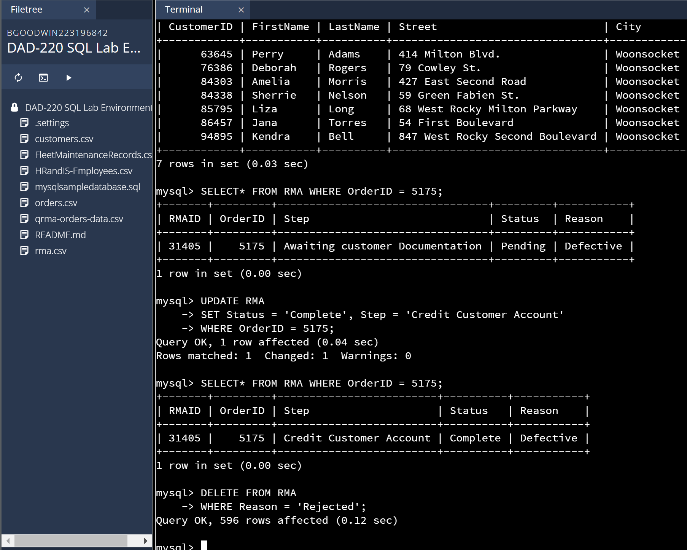 Filetree ×
BGOODWIN223196842
DAD-220 SQL Lab E...
DAD-220 SQL Lab Environment
.settings
customers.csv
FleetMaintenanceRecords.cs
HRandIS-Employees.csv
mysqlsampledatabase.sql
orders.csv
qrma-orders-data.csv
README.md
rma.csv
Terminal ×
| CustomerID | FirstName | LastName | Street | City
+------------+-----------+----------+--------------------------------+-----------
| 63645 | Perry | Adams | 414 Milton Blvd. | Woonsocket
| 76386 | Deborah | Rogers | 79 Cowley St. | Woonsocket
| 84303 | Amelia | Morris | 427 East Second Road | Woonsocket
| 84338 | Sherrie | Nelson | 59 Green Fabien St. | Woonsocket
| 85795 | Liza | Long | 68 West Rocky Milton Parkway | Woonsocket
| 86457 | Jana | Torres | 54 First Boulevard | Woonsocket
| 94895 | Kendra | Bell | 847 West Rocky Second Boulevard | Woonsocket
+------------+-----------+----------+--------------------------------+-----------
7 rows in set (0.03 sec)
mysql> SELECT* FROM RMA WHERE OrderID = 5175;
+-------+---------+---------------------------------+---------+-----------+
| RMAID | OrderID | Step | Status | Reason |
+-------+---------+---------------------------------+---------+-----------+
| 31405 | 5175 | Awaiting customer Documentation | Pending | Defective |
+-------+---------+---------------------------------+---------+-----------+
1 row in set (0.00 sec)
mysql> UPDATE RMA
-> SET Status = 'Complete', Step = 'Credit Customer Account'
-> WHERE OrderID = 5175;
Query OK, 1 row affected (0.04 sec)
Rows matched: 1 Changed: 1 Warnings: 0
mysql> SELECT* FROM RMA WHERE OrderID = 5175;
+-------+---------+-------------------------+----------+-----------+
| RMAID | OrderID | Step | Status | Reason |
+-------+---------+-------------------------+----------+-----------+
| 31405 | 5175 | Credit Customer Account | Complete | Defective |
+-------+---------+-------------------------+----------+-----------+
1 row in set (0.00 sec)
mysql> DELETE FROM RMA
-> WHERE Reason = 'Rejected';
Query OK, 596 rows affected (0.12 sec)
mysql>